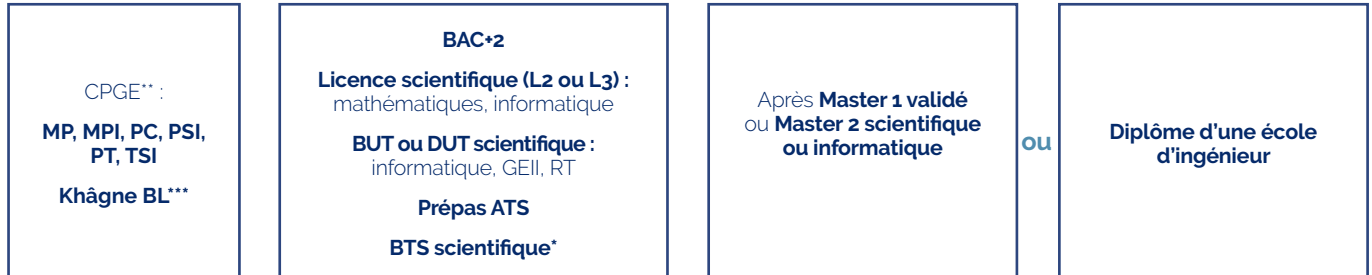 CPGE** :
MP, MPI, PC, PSI,
PT, TSI
Khâgne BL***
BAC+2
Licence scientifique (L2 ou L3) :
mathématiques, informatique
BUT ou DUT scientifique :
informatique, GEII, RT
Prépas ATS
BTS scientifique*
Après Master 1 validé
ou Master 2 scientifique
ou informatique
ou
Diplôme d'une école
d'ingénieur